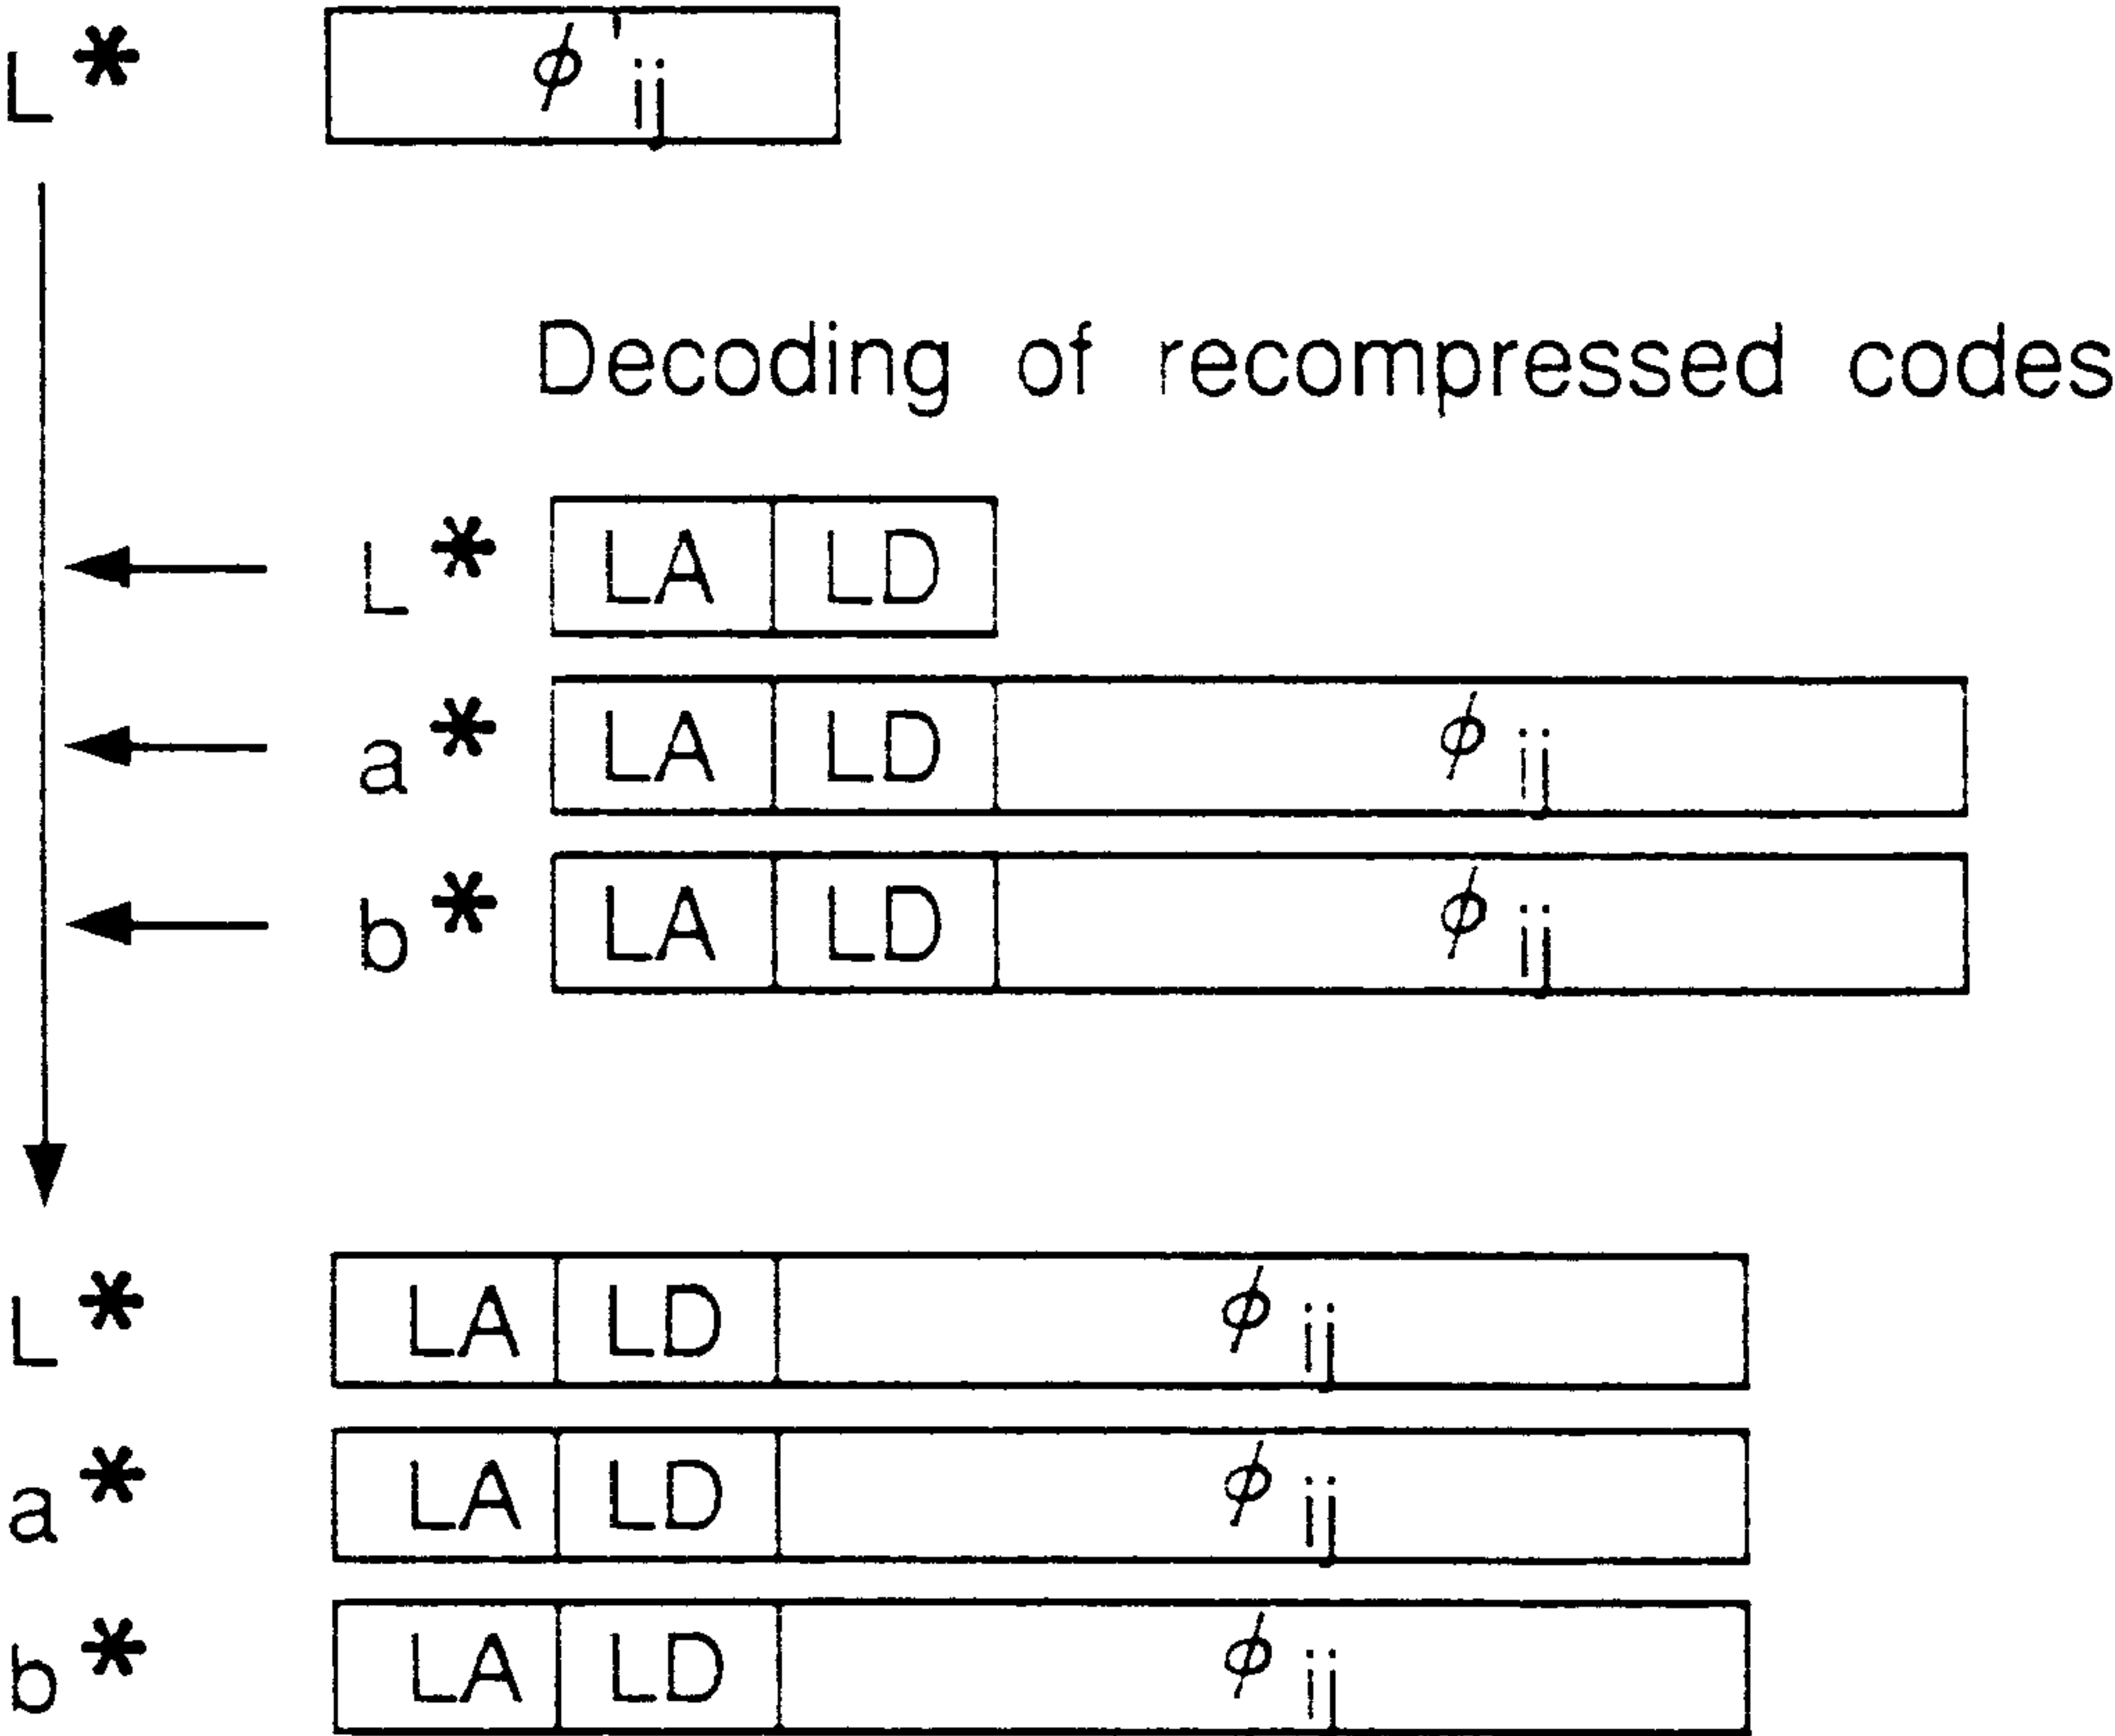 L* ϕ'ij
Decoding of recompressed codes
L* LA LD
a* LA LD ϕij
b* LA LD ϕij
L* LA LD ϕij
a* LA LD ϕij
b* LA LD ϕij